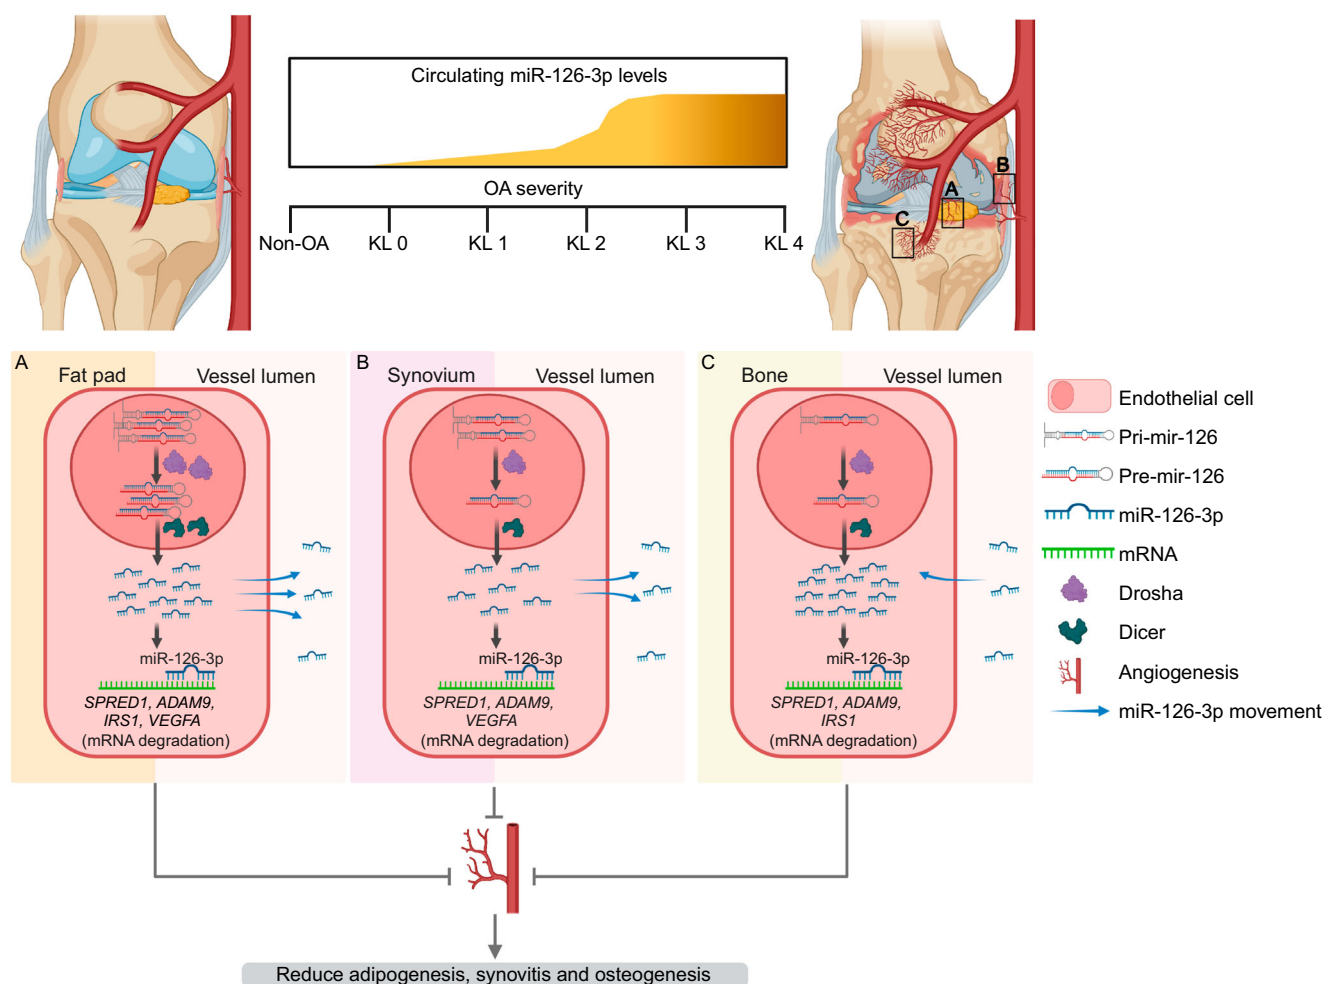 Circulating miR-126-3p levels
OA severity
Non-OA
KL 0
KL 1
KL 2
KL 3
KL 4
A
B
C
A
Fat pad
Vessel lumen
miR-126-3p
SPRED1, ADAM9,
IRS1, VEGFA
(mRNA degradation)
B
Synovium
Vessel lumen
miR-126-3p
SPRED1, ADAM9,
VEGFA
(mRNA degradation)
C
Bone
Vessel lumen
miR-126-3p
SPRED1, ADAM9,
IRS1
(mRNA degradation)
Endothelial cell
Pri-mir-126
Pre-mir-126
miR-126-3p
mRNA
Drosha
Dicer
Angiogenesis
miR-126-3p movement
Reduce adipogenesis, synovitis and osteogenesis